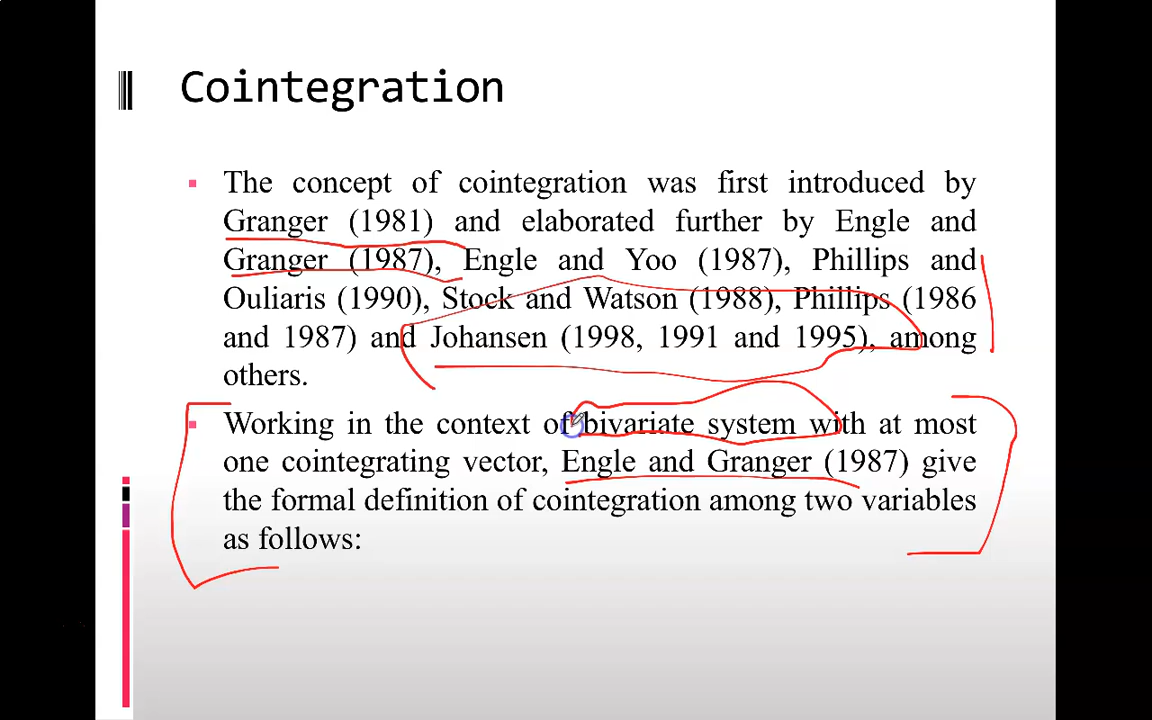 Cointegration
The concept of cointegration was first introduced by
Granger (1981) and elaborated further by Engle and
Granger (1987), Engle and Yoo (1987), Phillips and
Ouliaris (1990), Stock and Watson (1988), Phillips (1986
and 1987) and Johansen (1998, 1991 and 1995), among
others.
Working in the context of bivariate system with at most
one cointegrating vector, Engle and Granger (1987) give
the formal definition of cointegration among two variables
as follows: